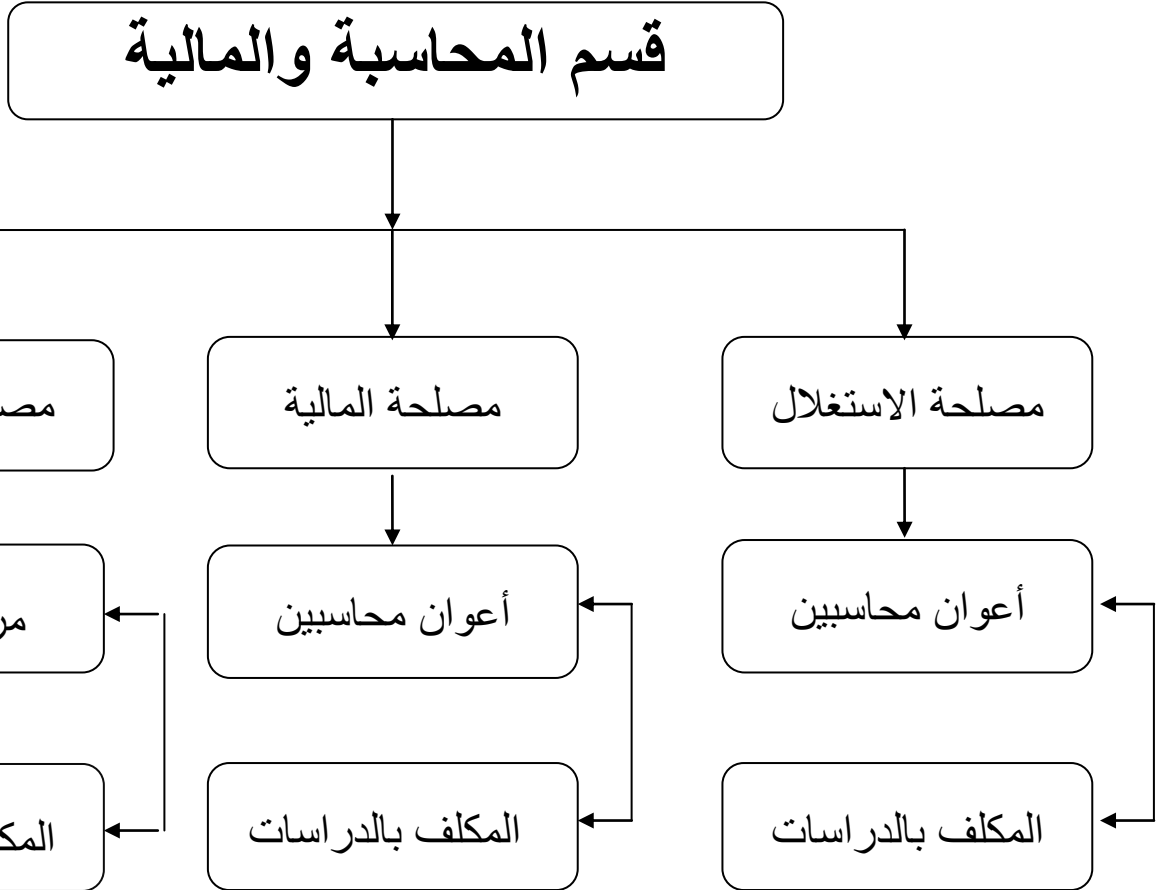 قسم المحاسبة والمالية
مصلحة الاستغلال
مصلحة المالية
أعوان محاسبين
أعوان محاسبين
المكلف بالدراسات
المكلف بالدراسات